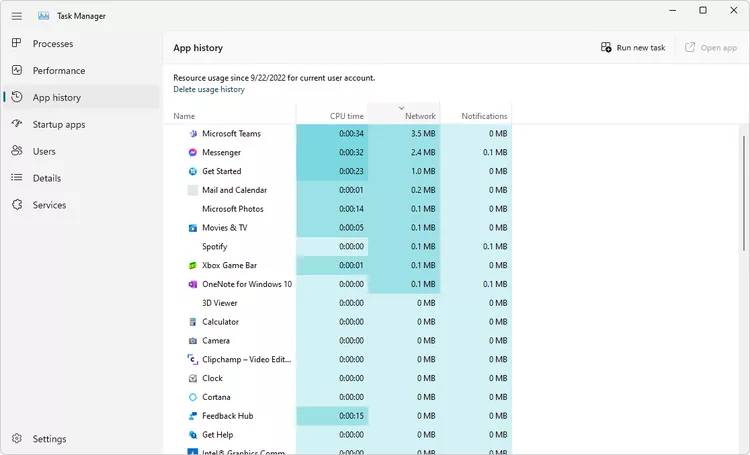 Task Manager
Processes
Performance
App history
Startup apps
Users
Details
Services
Settings
App history
Run new task
Open app
Resource usage since 9/22/2022 for current user account.
Delete usage history
Name CPU time Network Notifications
Microsoft Teams 0:00:34 3.5 MB 0 MB
Messenger 0:00:32 2.4 MB 0.1 MB
Get Started 0:00:23 1.0 MB 0 MB
Mail and Calendar 0:00:01 0.2 MB 0 MB
Microsoft Photos 0:00:14 0.1 MB 0 MB
Movies & TV 0:00:05 0.1 MB 0 MB
Spotify 0:00:00 0.1 MB 0.1 MB
Xbox Game Bar 0:00:01 0.1 MB 0 MB
OneNote for Windows 10 0:00:00 0.1 MB 0.1 MB
3D Viewer 0:00:00 0 MB 0 MB
Calculator 0:00:00 0 MB 0 MB
Camera 0:00:00 0 MB 0 MB
Clipchamp – Video Edit... 0:00:00 0 MB 0 MB
Clock 0:00:00 0 MB 0 MB
Cortana 0:00:00 0 MB 0 MB
Feedback Hub 0:00:15 0 MB 0 MB
Get Help 0:00:00 0 MB 0 MB
Intel® Graphics Comm... 0:00:00 0 MB 0 MB